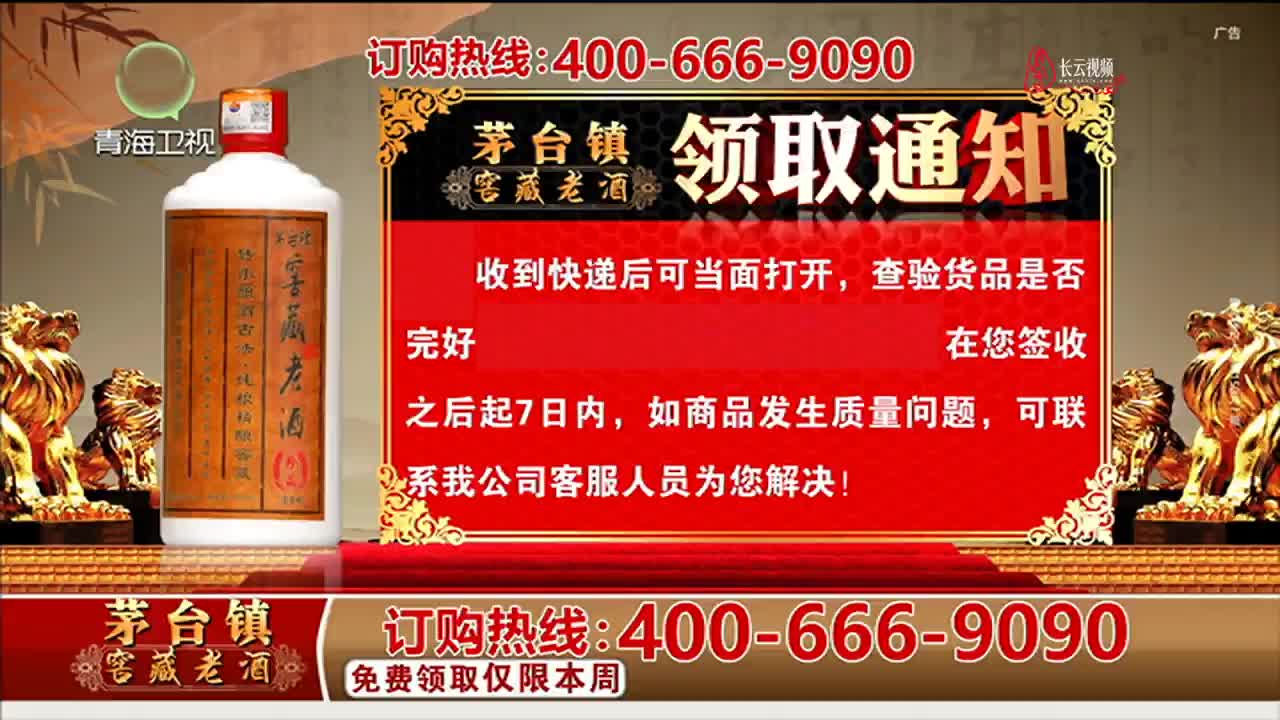 广告
订购热线:400-666-9090
长云视频
青海卫视
茅台镇
窖藏老酒
领取通知
收到快递后可当面打开，查验货品是否
完好 在您签收
之后起7日内，如商品发生质量问题，可联
系我公司客服人员为您解决！
窖藏老酒
茅台镇
窖藏老酒
订购热线:400-666-9090
免费领取仅限本周